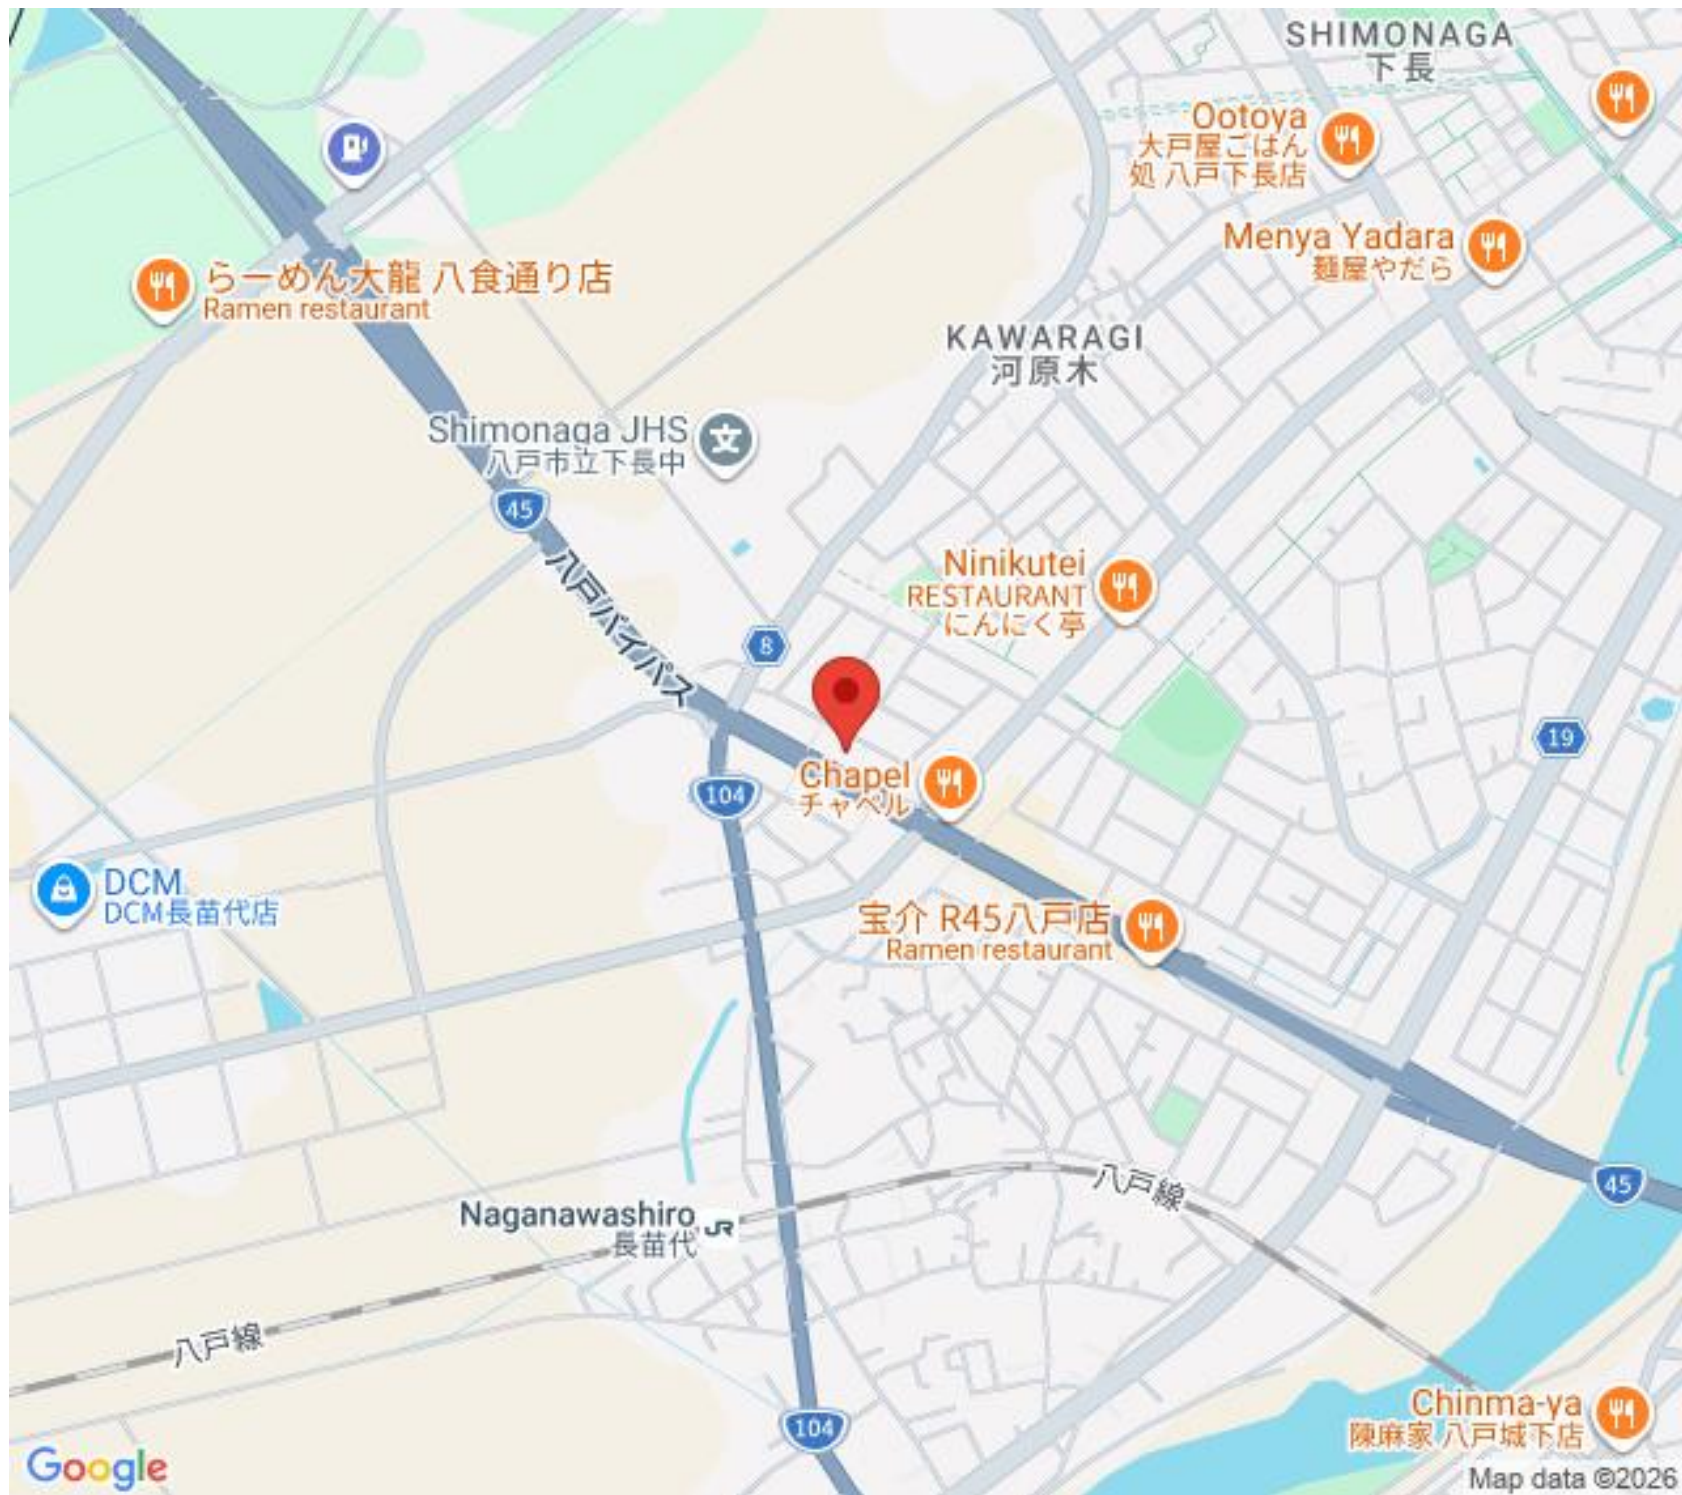 SHIMONAGA
下長
Ootoya
大戸屋ごはん
処 八戸下長店
Menya Yadara
麺屋やだら
らーめん大龍 八食通り店
Ramen restaurant
KAWARAGI
河原木
Shimonaga JHS
八戸市立下長中
45
八戸バイパス
Ninikutei
RESTAURANT
にんにく亭
8
19
104
Chapel
チャペル
DCM
DCM長苗代店
宝介 R45八戸店
Ramen restaurant
八戸線
45
Naganawashiro
長苗代
JR
八戸線
Chinma-ya
陳麻家 八戸城下店
104
Google
Map data ©2026